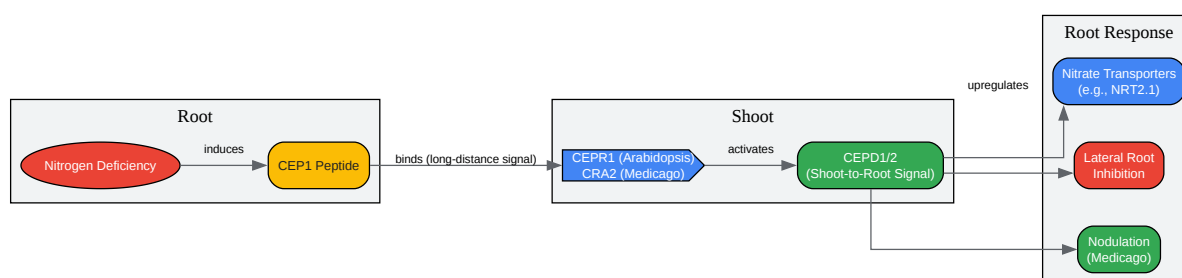 Root
Nitrogen Deficiency
induces
CEP1 Peptide
binds (long-distance signal)
Shoot
CEPR1 (Arabidopsis)
CRA2 (Medicago)
activates
CEPD1/2
(Shoot-to-Root Signal)
upregulates
Root Response
Nitrate Transporters
(e.g., NRT2.1)
Lateral Root
Inhibition
Nodulation
(Medicago)